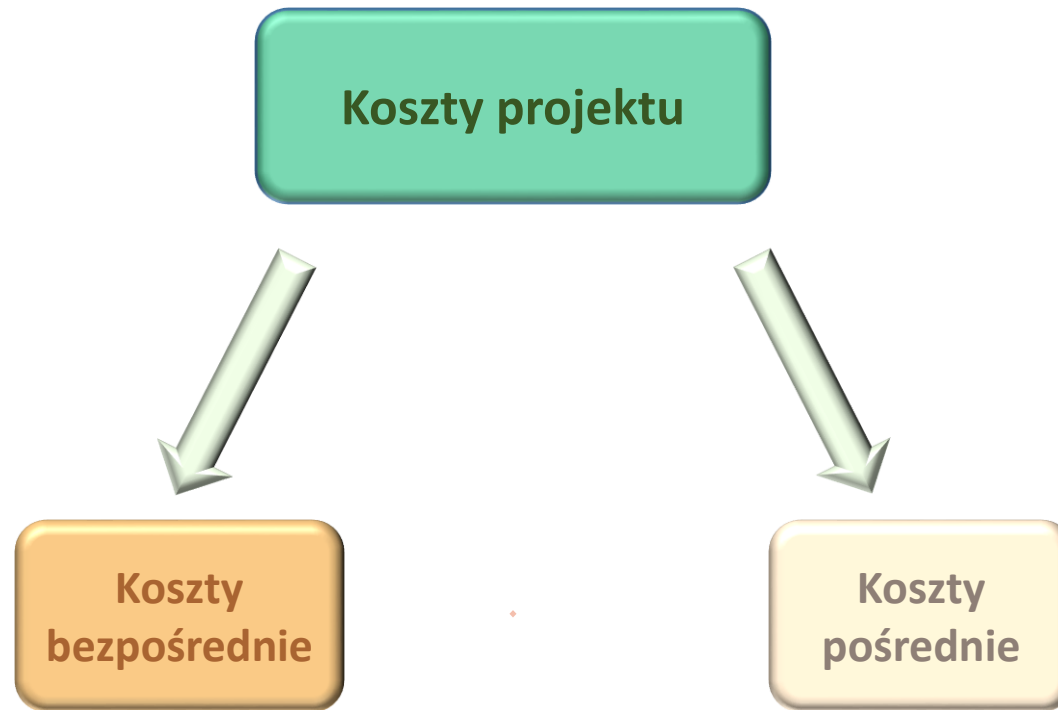 Koszty projektu
Koszty
bezpośrednie
Koszty
pośrednie